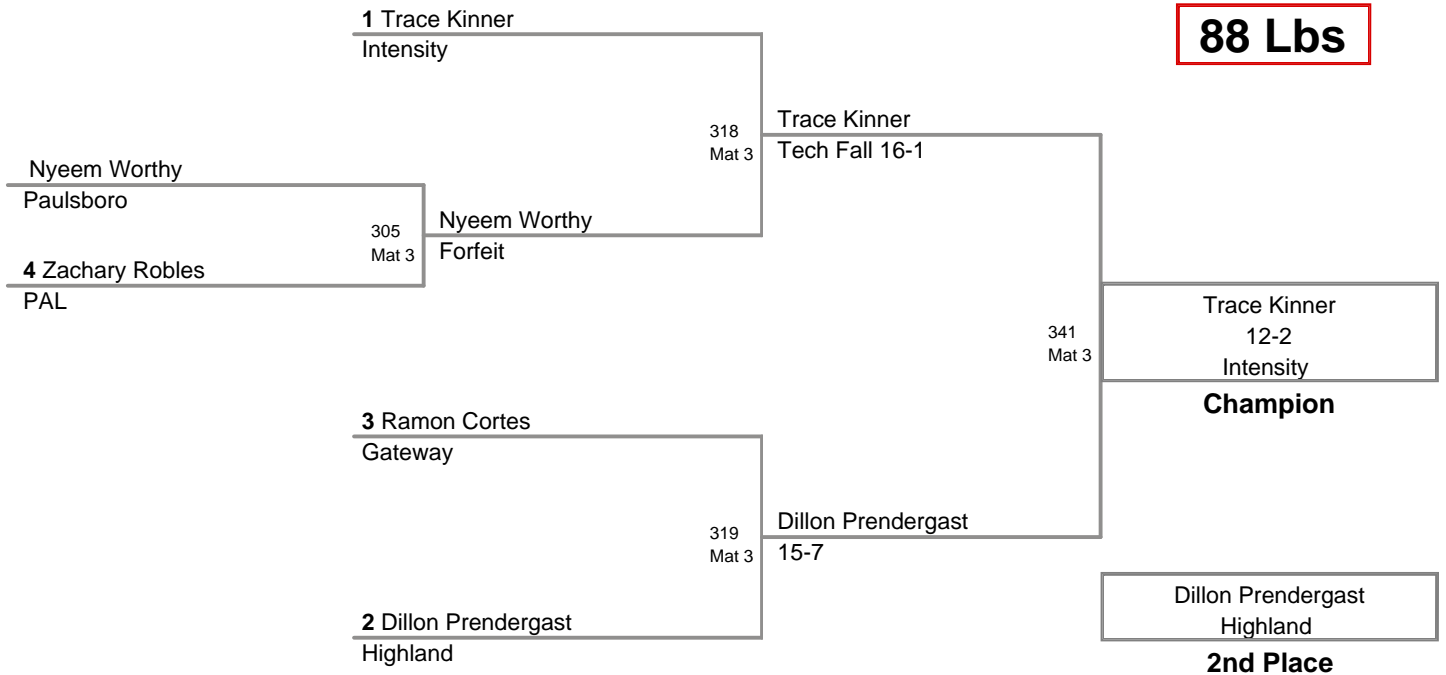 88 Lbs
1 Trace Kinner
Intensity
318
Mat 3
Trace Kinner
Tech Fall 16-1
Nyeem Worthy
Paulsboro
305
Mat 3
Nyeem Worthy
Forfeit
4 Zachary Robles
PAL
341
Mat 3
Trace Kinner
12-2
Intensity
Champion
3 Ramon Cortes
Gateway
319
Mat 3
Dillon Prendergast
15-7
2 Dillon Prendergast
Highland
Dillon Prendergast
Highland
2nd Place